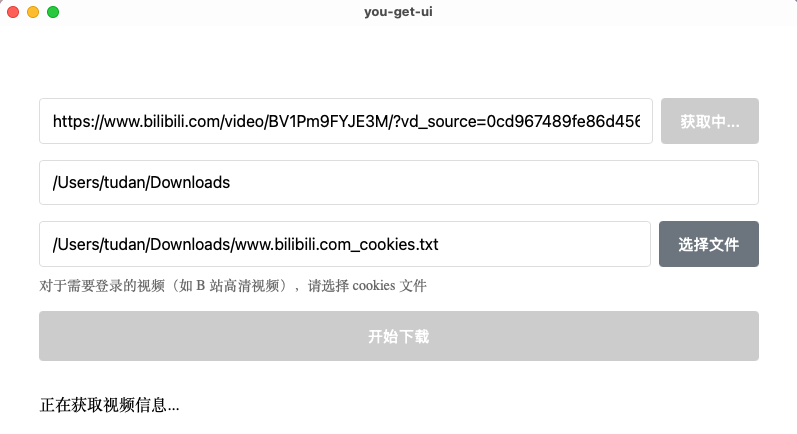 you-get-ui
https://www.bilibili.com/video/BV1Pm9FYJE3M/?vd_source=0cd967489fe86d456
获取中...
/Users/tudan/Downloads
/Users/tudan/Downloads/www.bilibili.com_cookies.txt
选择文件
对于需要登录的视频（如 B 站高清视频），请选择 cookies 文件
开始下载
正在获取视频信息...